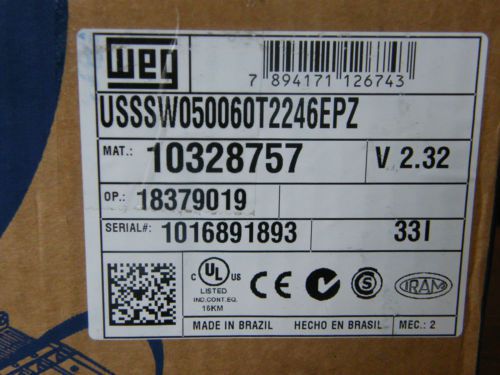 WEG
7 894171 126743
USSSW050060T2246EPZ
MAT.: 10328757 V 2.32
OP.: 18379019
SERIAL#: 1016891893 33I
C UL US CE N S IRAM
LISTED
IND.CONT.EQ.
16KM
MADE IN BRAZIL HECHO EN BRASIL MEC.: 2